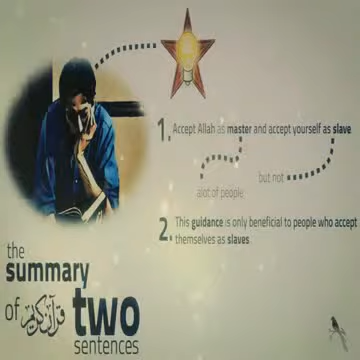 1. Accept Allah as master and accept yourself as slave
alot of people
but not
2. This guidance is only beneficial to people who accept
themselves as slaves
the
summary
of قرآن كريم two
sentences